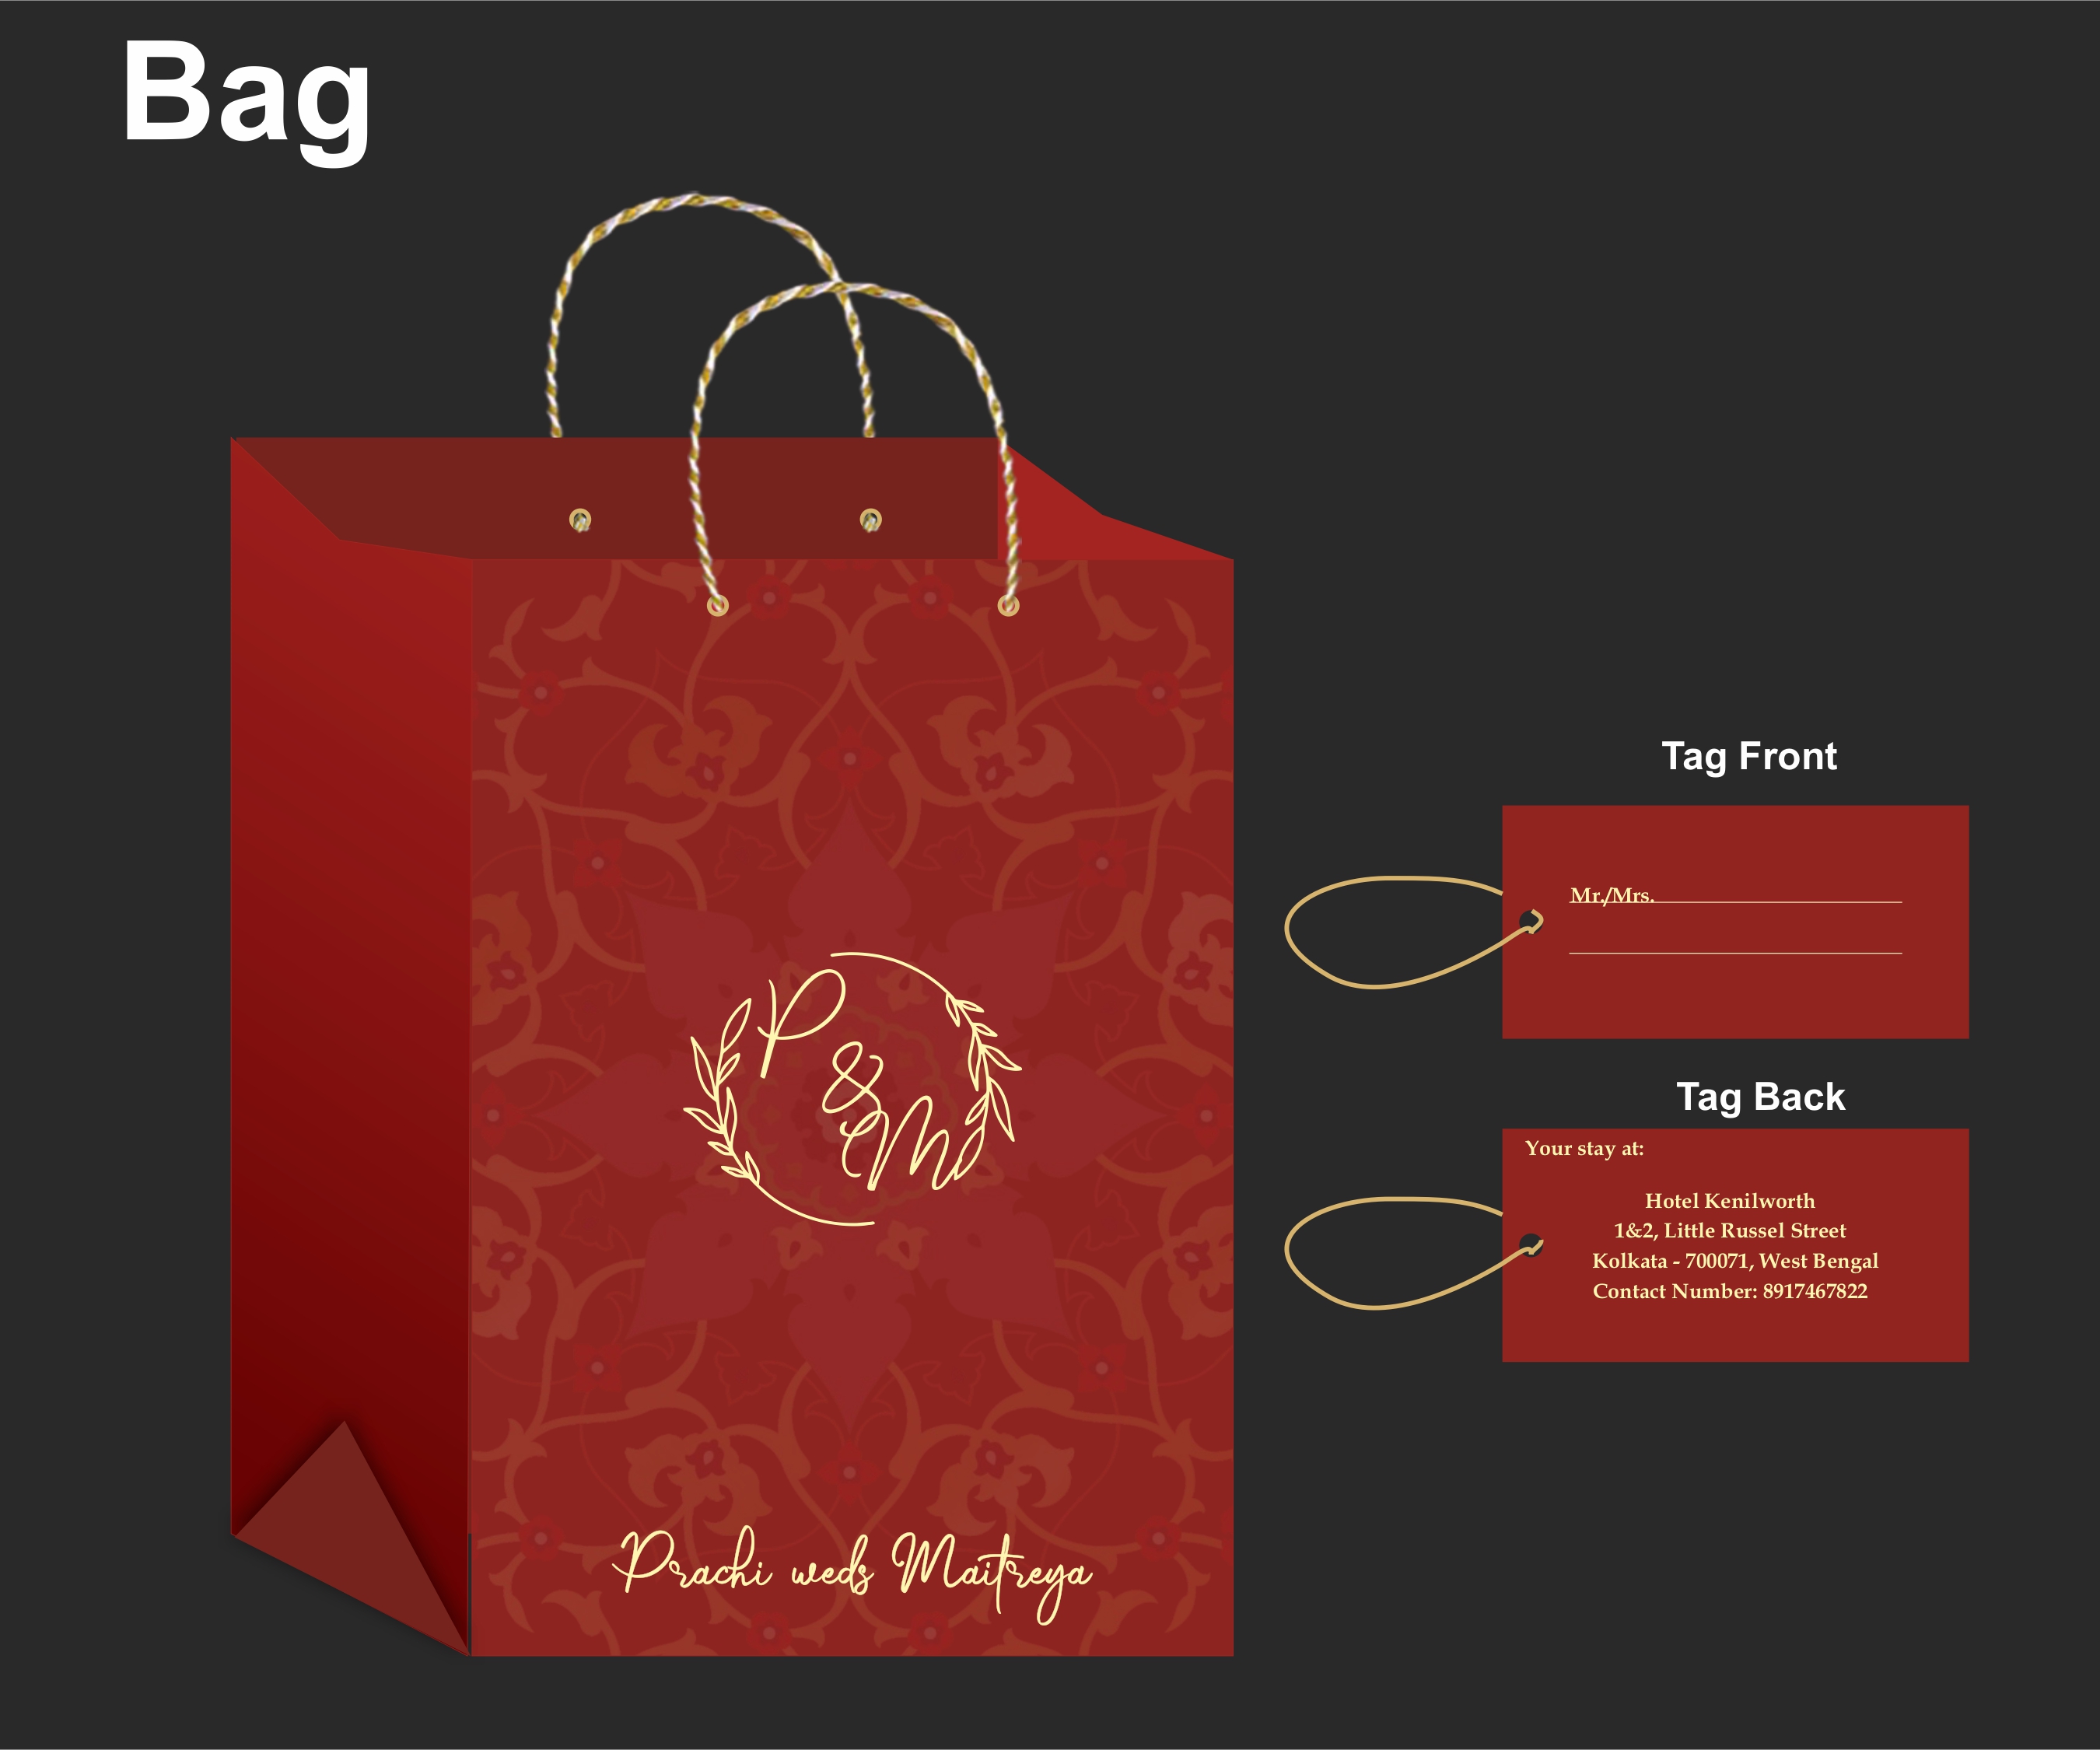 Bag
P
&
M
Prachi weds Maitreya
Tag Front
Mr./Mrs.
Tag Back
Your stay at:
Hotel Kenilworth
1&2, Little Russel Street
Kolkata - 700071, West Bengal
Contact Number: 8917467822